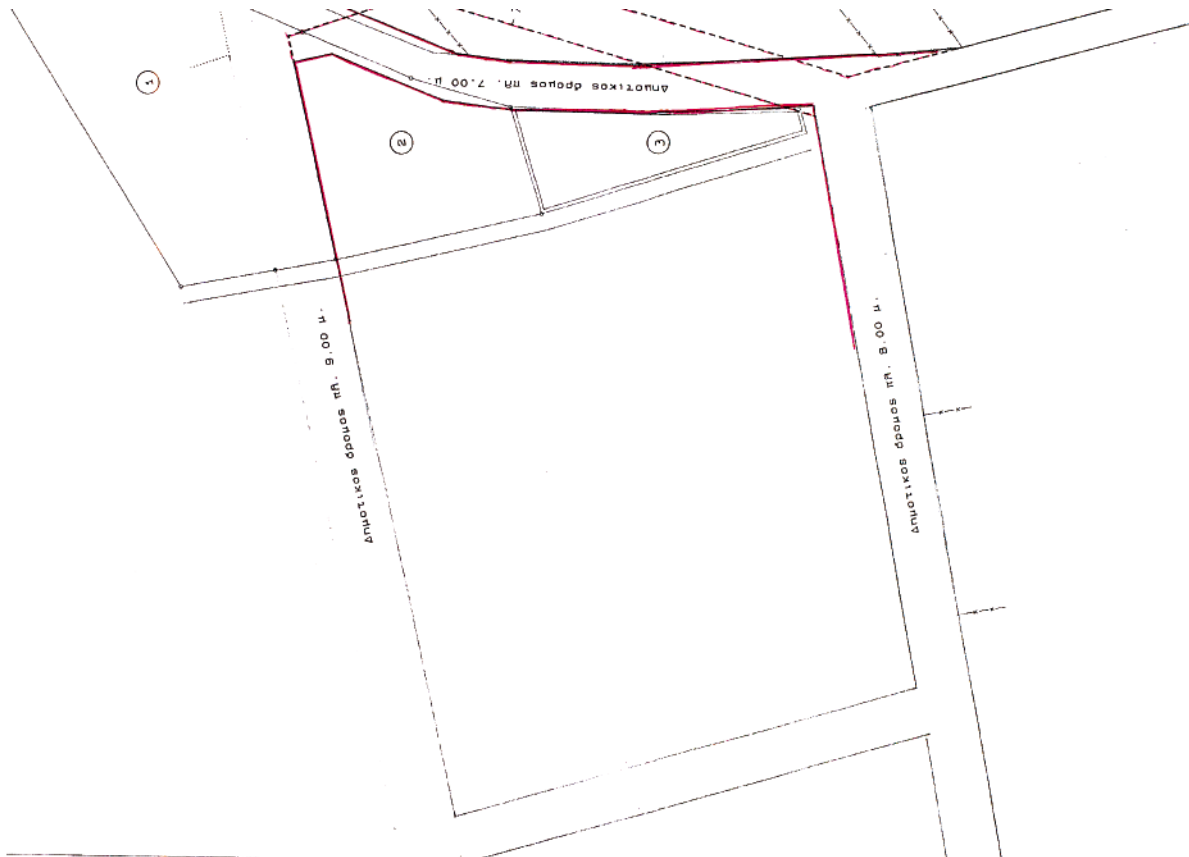 1
2
3
Δημοτικος δρομος πλ. 7.00 μ.
Δημοτικος δρομος πλ. 9.00 μ.
Δημοτικος δρομος πλ. 8.00 μ.